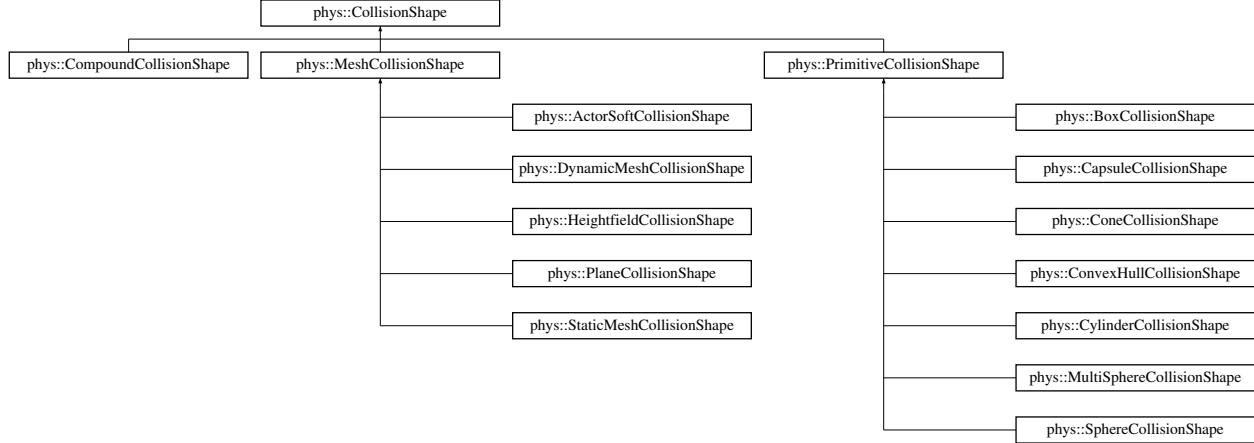 phys::CollisionShape
phys::CompoundCollisionShape
phys::MeshCollisionShape
phys::PrimitiveCollisionShape
phys::ActorSoftCollisionShape
phys::BoxCollisionShape
phys::DynamicMeshCollisionShape
phys::CapsuleCollisionShape
phys::HeightfieldCollisionShape
phys::ConeCollisionShape
phys::PlaneCollisionShape
phys::ConvexHullCollisionShape
phys::StaticMeshCollisionShape
phys::CylinderCollisionShape
phys::MultiSphereCollisionShape
phys::SphereCollisionShape